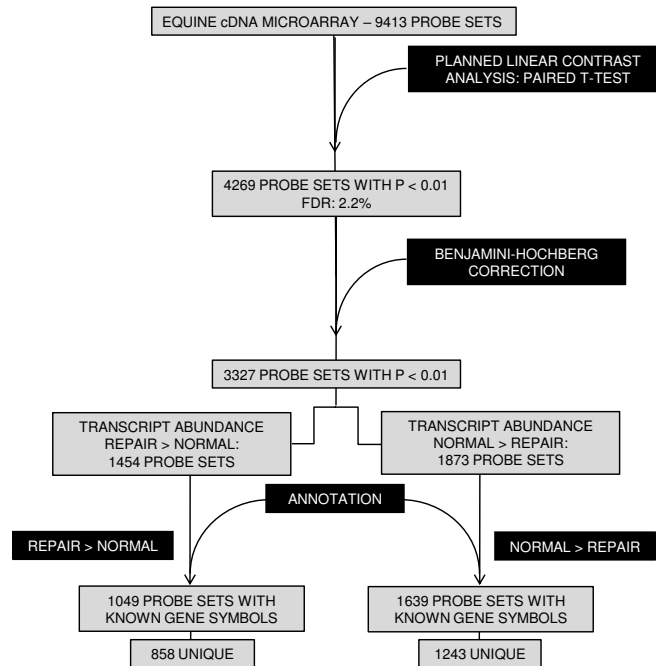 EQUINE cDNA MICROARRAY – 9413 PROBE SETS
PLANNED LINEAR CONTRAST
ANALYSIS: PAIRED T-TEST
4269 PROBE SETS WITH P < 0.01
FDR: 2.2%
BENJAMINI-HOCHBERG
CORRECTION
3327 PROBE SETS WITH P < 0.01
TRANSCRIPT ABUNDANCE
REPAIR > NORMAL:
1454 PROBE SETS
TRANSCRIPT ABUNDANCE
NORMAL > REPAIR:
1873 PROBE SETS
ANNOTATION
REPAIR > NORMAL
NORMAL > REPAIR
1049 PROBE SETS WITH
KNOWN GENE SYMBOLS
1639 PROBE SETS WITH
KNOWN GENE SYMBOLS
858 UNIQUE
1243 UNIQUE